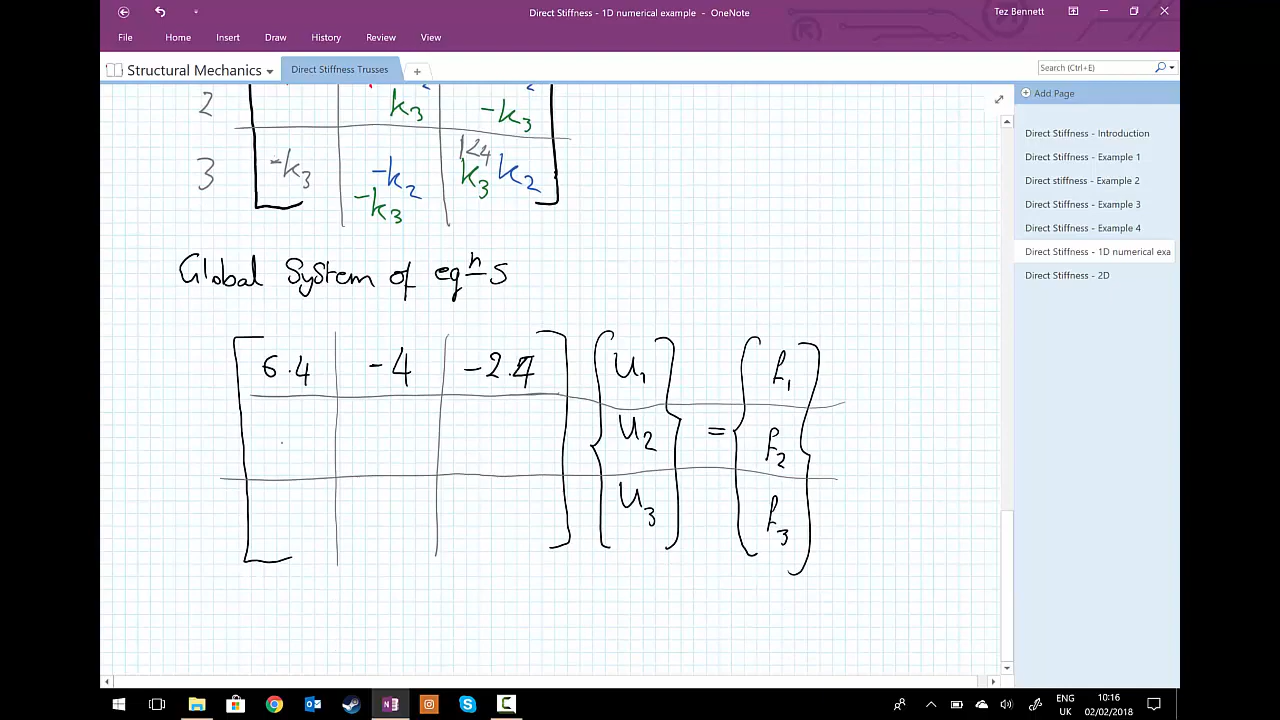 Direct Stiffness - 1D numerical example - OneNote
Tez Bennett
File Home Insert Draw History Review View
Structural Mechanics
Direct Stiffness Trusses
Search (Ctrl+E)
Add Page
Direct Stiffness - Introduction
Direct Stiffness - Example 1
Direct stiffness - Example 2
Direct Stiffness - Example 3
Direct Stiffness - Example 4
Direct Stiffness - 1D numerical exa
Direct Stiffness - 2D
2 k3 -k3
k4
3 -k3 -k2 k3 k2
-k3
Global System of eqns
6.4 -4 -2.4 u1 f1
u2 = f2
u3 f3
ENG 10:16
UK 02/02/2018